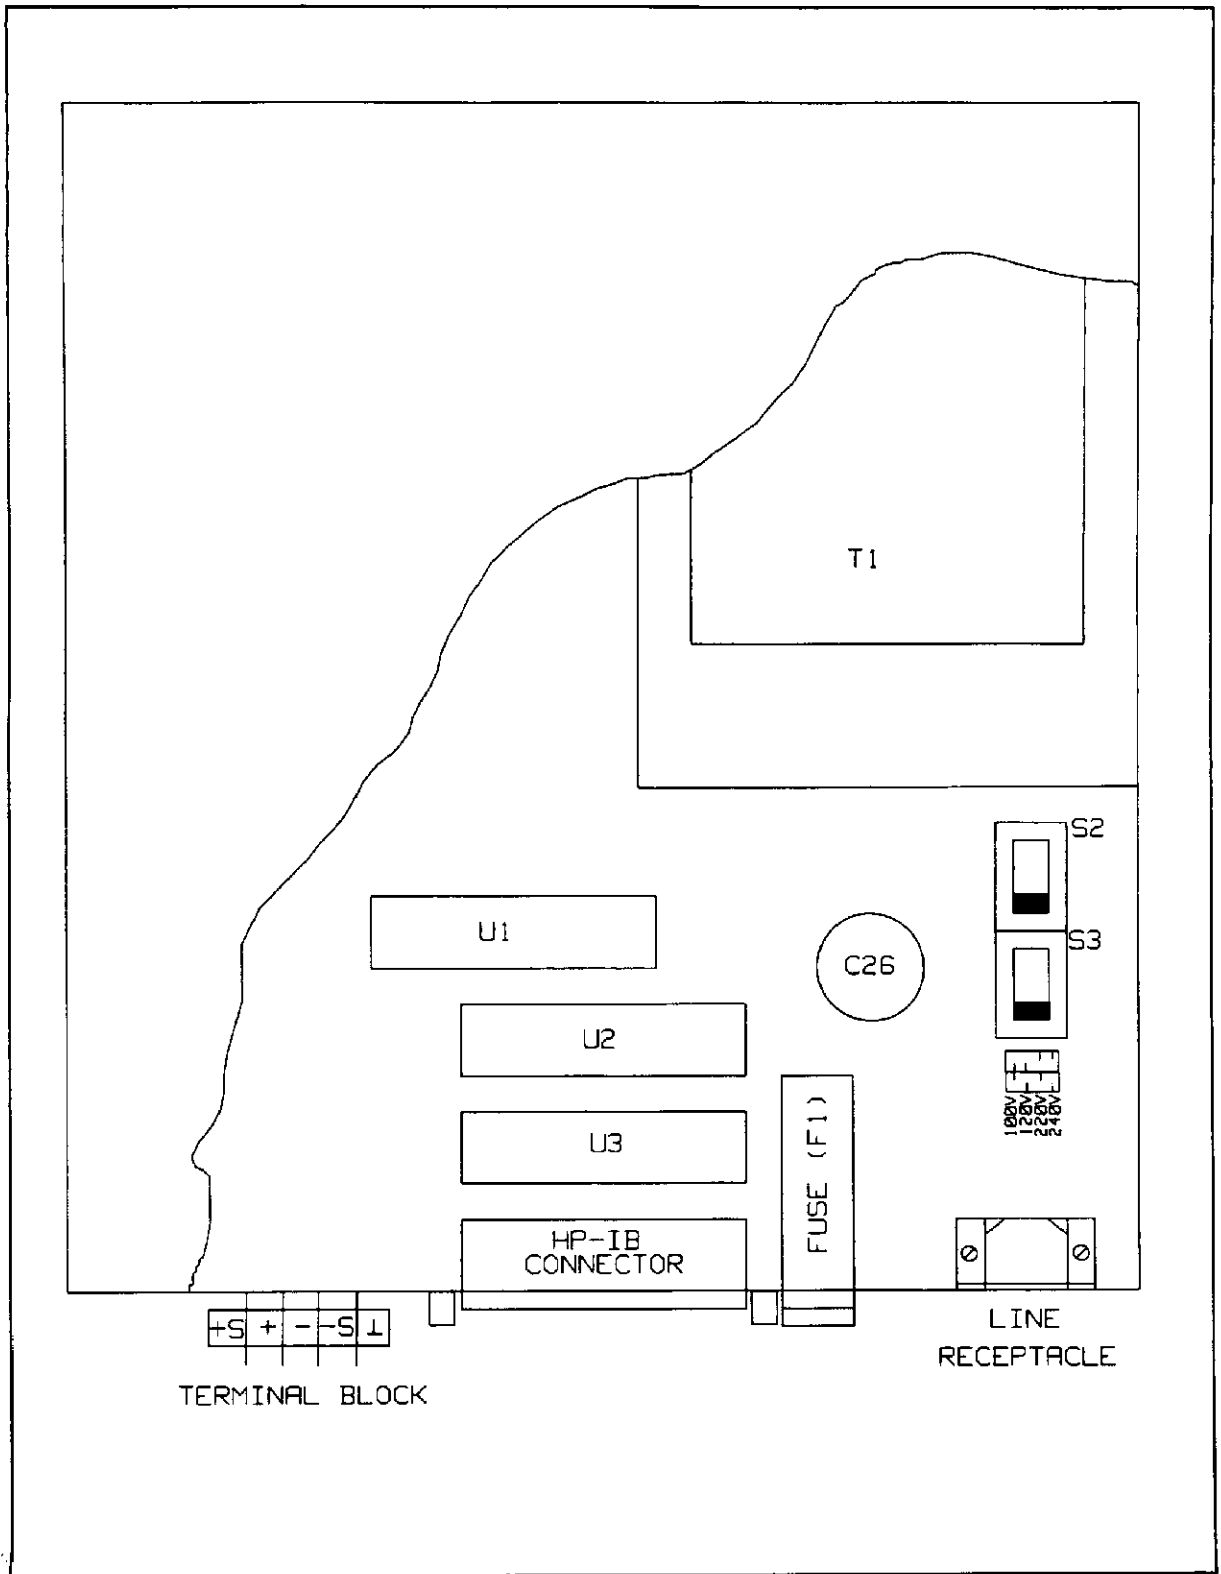 T1
S2
U1
S3
C26
U2
100V
120V
220V
240V
U3
FUSE (F1)
HP-IB
CONNECTOR
+S + - -S ⊥
LINE
RECEPTACLE
TERMINAL BLOCK